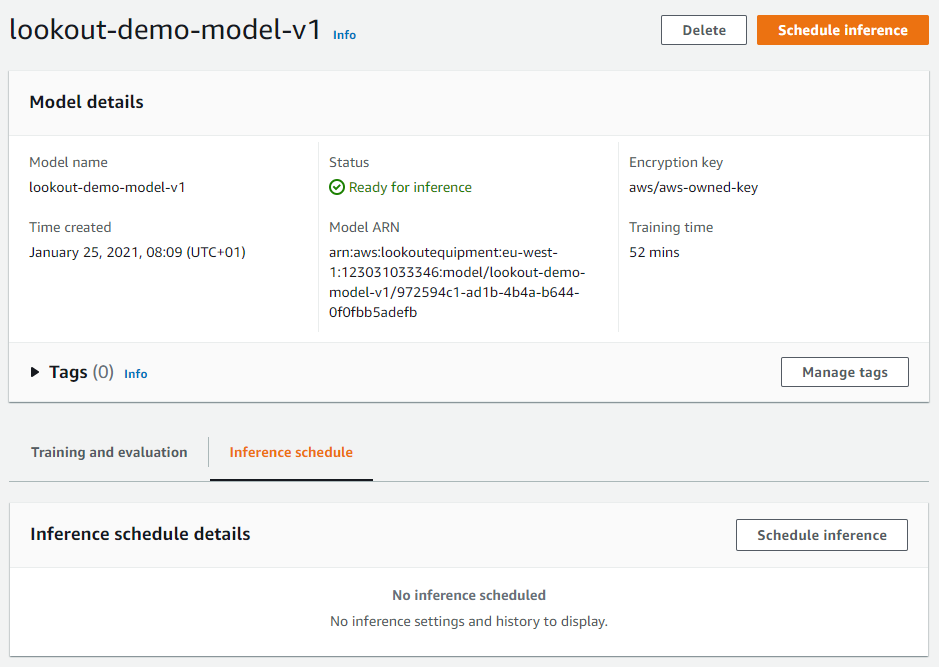 lookout-demo-model-v1 Info
Delete
Schedule inference
Model details
Model name
lookout-demo-model-v1
Time created
January 25, 2021, 08:09 (UTC+01)
Status
Ready for inference
Model ARN
arn:aws:lookoutequipment:eu-west-
1:123031033346:model/lookout-demo-
model-v1/972594c1-ad1b-4b4a-b644-
0f0fbb5adefb
Encryption key
aws/aws-owned-key
Training time
52 mins
Tags (0) Info
Manage tags
Training and evaluation
Inference schedule
Inference schedule details
Schedule inference
No inference scheduled
No inference settings and history to display.